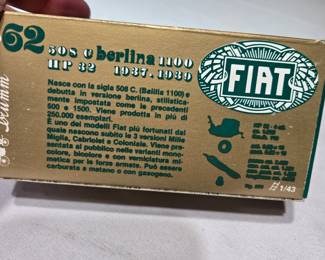 62
508 C berlina 1100
HP 32 1937.1939
FIAT
Brumm
Nasce con la sigla 508 C. (Balilla 1100) e
debutta in versione berlina, stilistica-
mente impostata come le precedenti
500 e 1500. Viene prodotta in più di
250.000 esemplari.
È uno dei modelli Fiat più fortunati dal
quale nascono subito le 3 versioni Mille
Miglia, Cabriolet e Coloniale. Viene pre-
sentata al pubblico nelle varianti mono-
colore, bicolore e con verniciatura mi-
metica per le forze armate. Può essere
carburata a metano o con gasogeno.
1/43